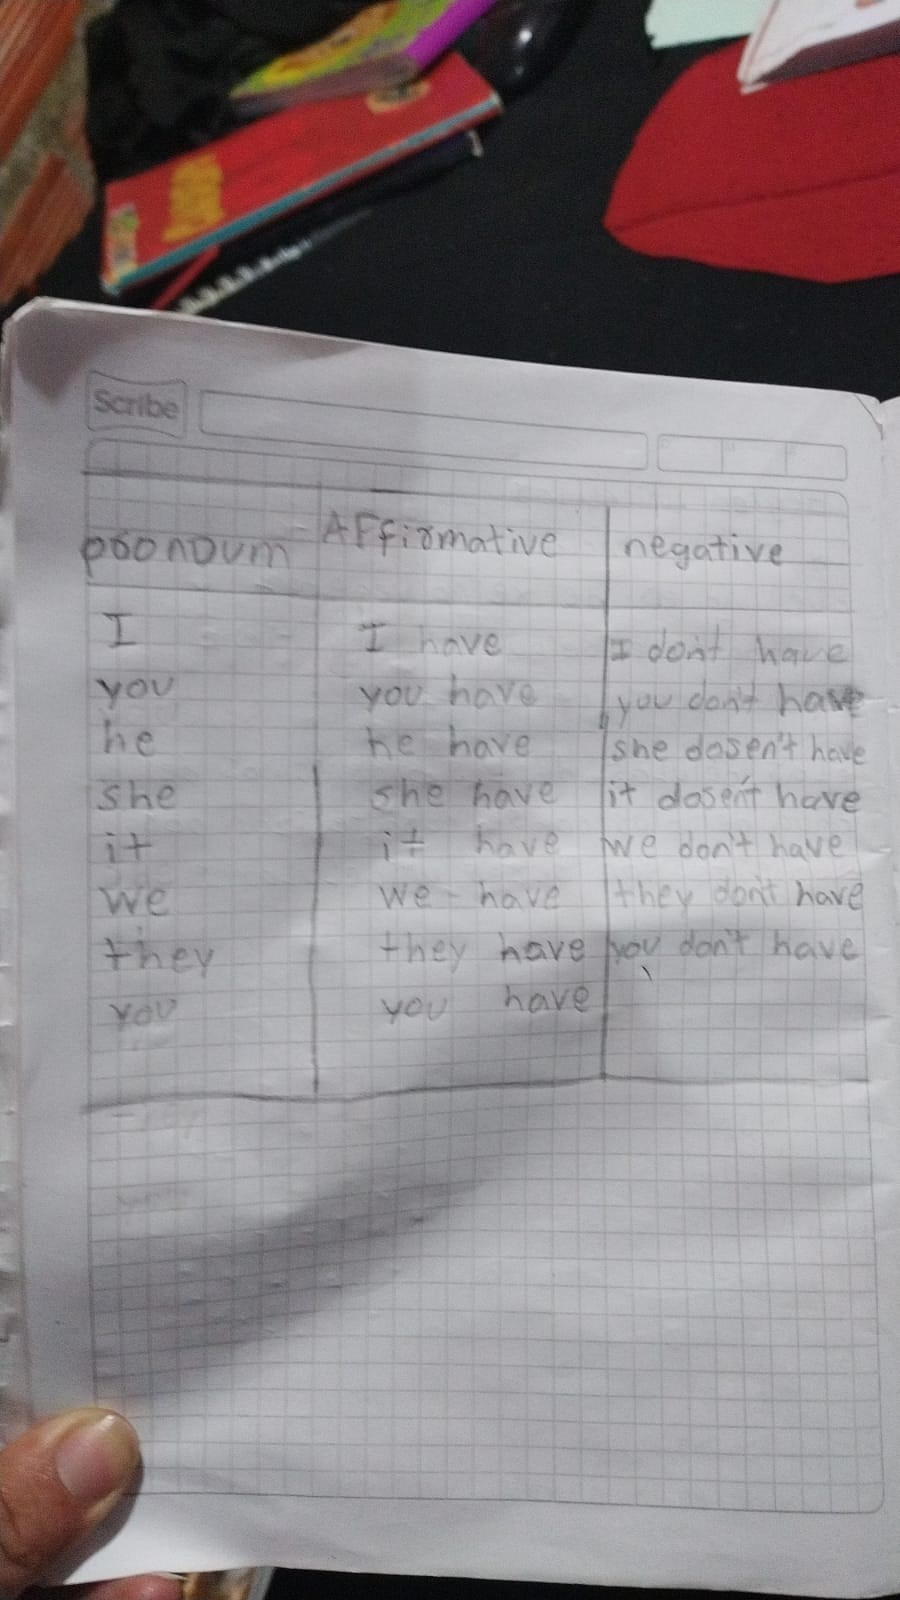 Scribe
pronoum Affirmative negative
I I have I don't have
you you have you don't have
he he have she dosen't have
she she have it dosen't have
it it have we don't have
we we have they don't have
they they have you don't have
you you have